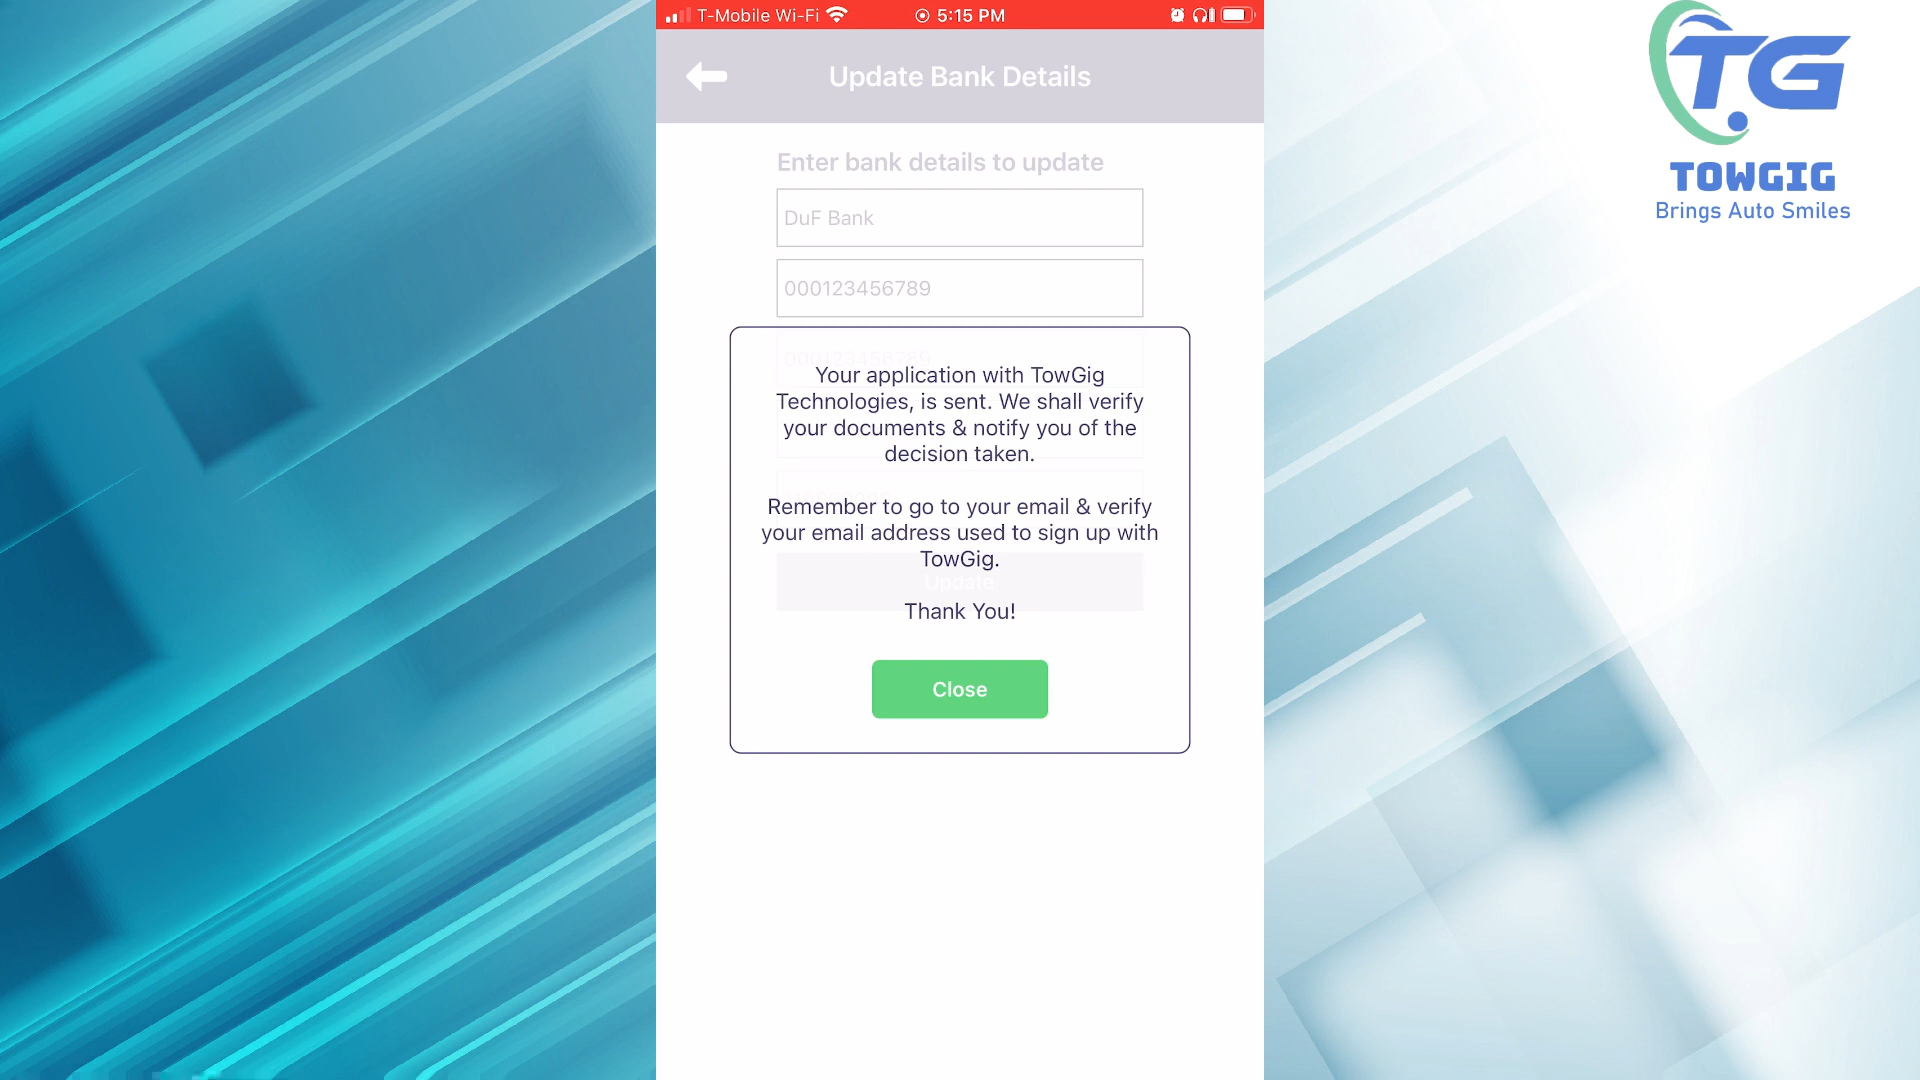 T-Mobile Wi-Fi 5:15 PM
Update Bank Details
Enter bank details to update
DuF Bank
000123456789
000123456789
Your application with TowGig
Technologies, is sent. We shall verify
your documents & notify you of the
decision taken.
Remember to go to your email & verify
your email address used to sign up with
TowGig.
Update
Thank You!
Close
TG
TOWGIG
Brings Auto Smiles